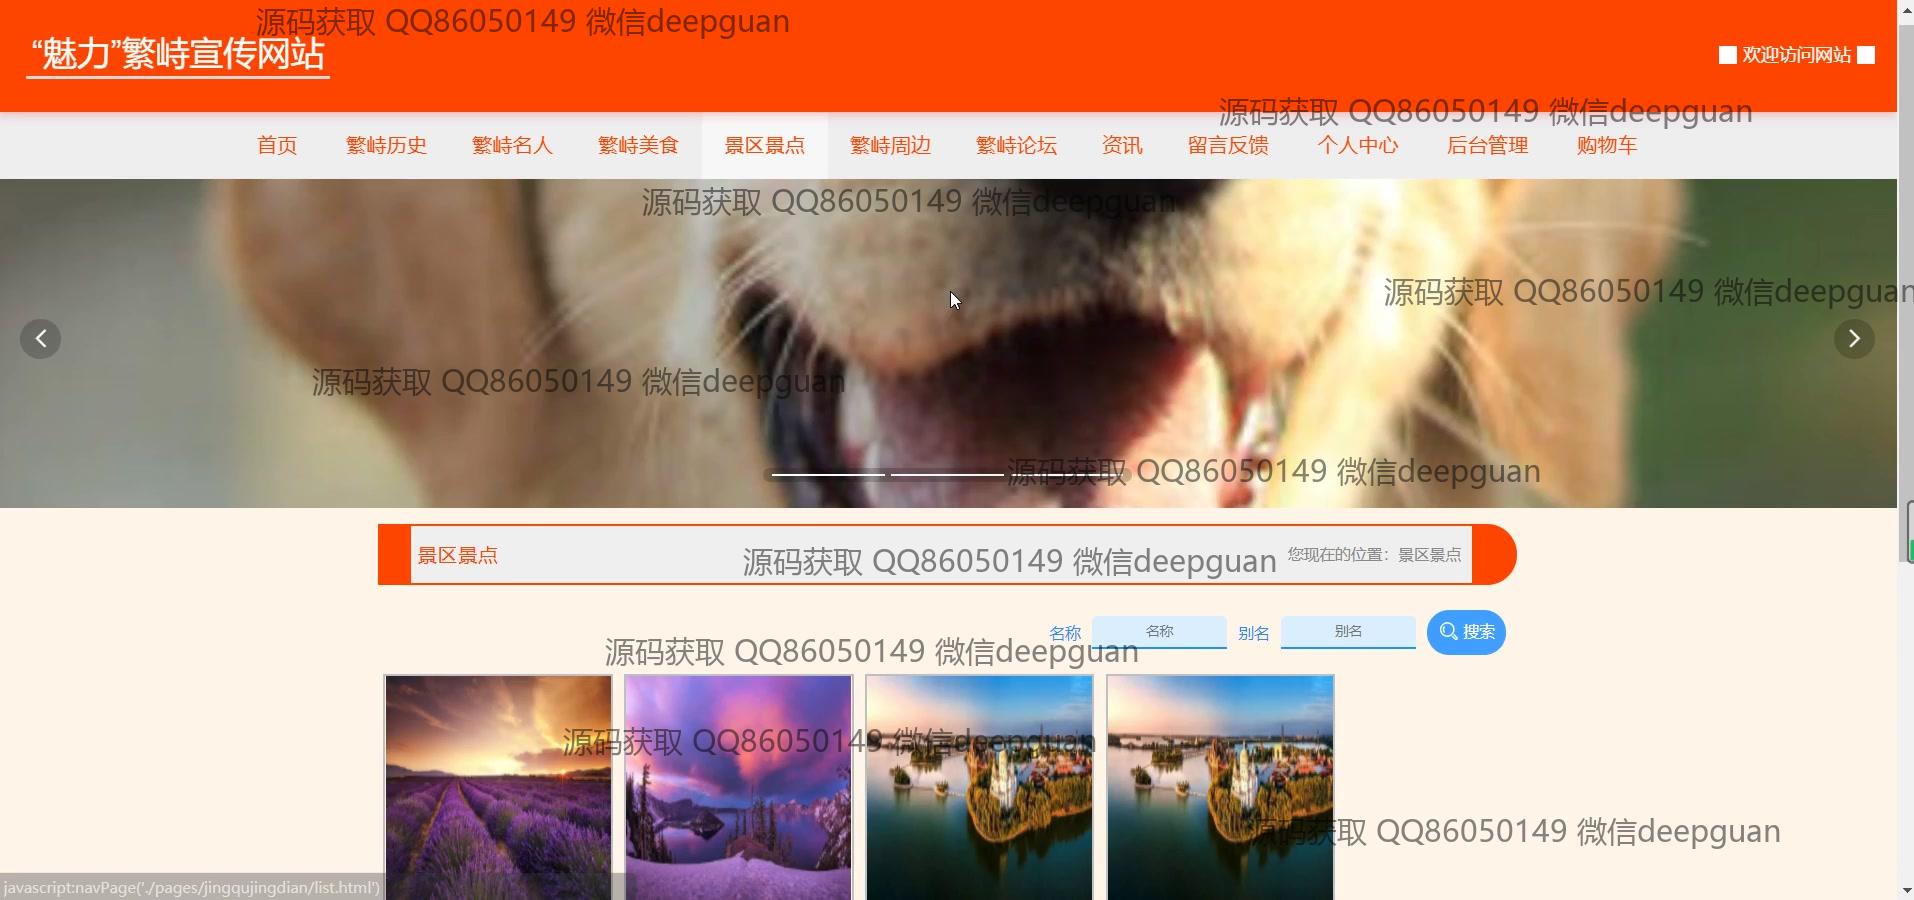 源码获取 QQ86050149 微信deepguan
“魅力”繁峙宣传网站
欢迎访问网站
源码获取 QQ86050149 微信deepguan
首页 繁峙历史 繁峙名人 繁峙美食 景区景点 繁峙周边 繁峙论坛 资讯 留言反馈 个人中心 后台管理 购物车
源码获取 QQ86050149 微信deepguan
源码获取 QQ86050149 微信deepguan
源码获取 QQ86050149 微信deepguan
源码获取 QQ86050149 微信deepguan
景区景点
源码获取 QQ86050149 微信deepguan
您现在的位置：景区景点
名称 名称 别名 别名 搜索
源码获取 QQ86050149 微信deepguan
源码获取 QQ86050149 微信deepguan
源码获取 QQ86050149 微信deepguan
javascript:navPage('./pages/jingqujingdian/list.html')